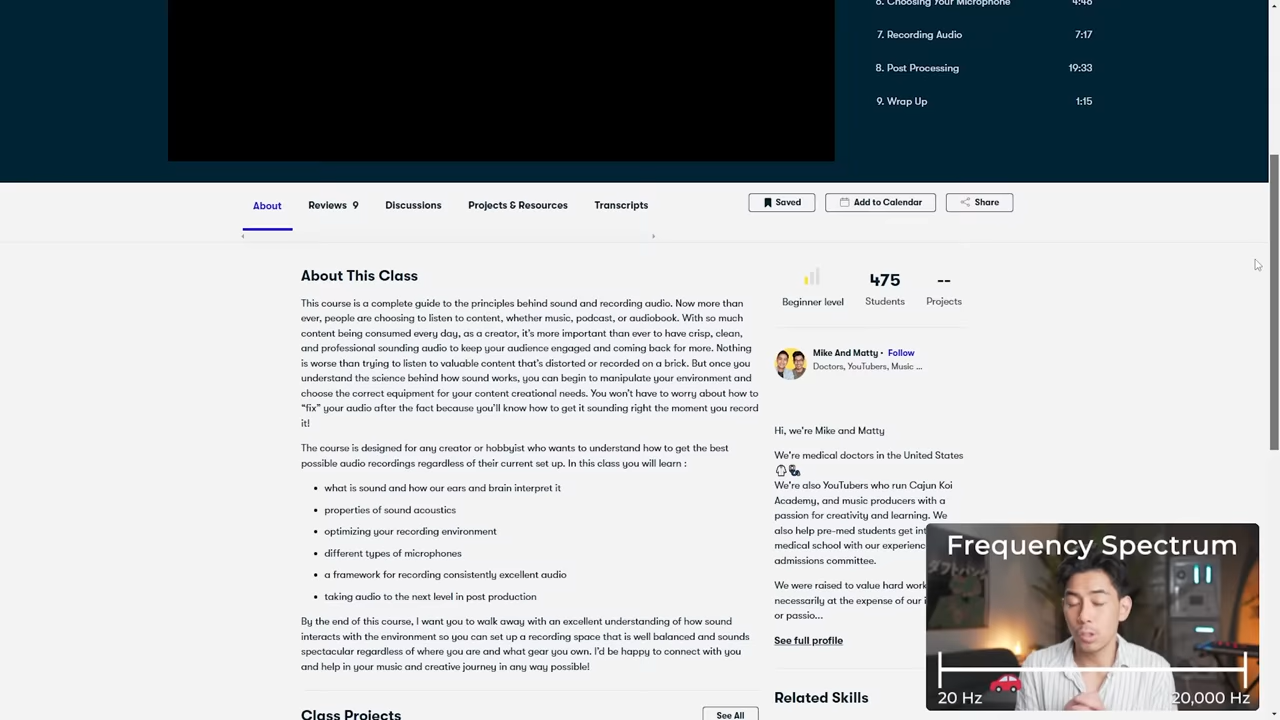 6. Choosing Your Microphone 4:48
7. Recording Audio 7:17
8. Post Processing 19:33
9. Wrap Up 1:15
About Reviews 9 Discussions Projects & Resources Transcripts Saved Add to Calendar Share
About This Class
This course is a complete guide to the principles behind sound and recording audio. Now more than
ever, people are choosing to listen to content, whether music, podcast, or audiobook. With so much
content being consumed every day, as a creator, it's more important than ever to have crisp, clean,
and professional sounding audio to keep your audience engaged and coming back for more. Nothing
is worse than trying to listen to valuable content that's distorted or recorded on a brick. But once you
understand the science behind how sound works, you can begin to manipulate your environment and
choose the correct equipment for your content creational needs. You won't have to worry about how to
“fix” your audio after the fact because you'll know how to get it sounding right the moment you record
it!
The course is designed for any creator or hobbyist who wants to understand how to get the best
possible audio recordings regardless of their current set up. In this class you will learn :
• what is sound and how our ears and brain interpret it
• properties of sound acoustics
• optimizing your recording environment
• different types of microphones
• a framework for recording consistently excellent audio
• taking audio to the next level in post production
By the end of this course, I want you to walk away with an excellent understanding of how sound
interacts with the environment so you can set up a recording space that is well balanced and sounds
spectacular regardless of where you are and what gear you own. I'd be happy to connect with you
and help in your music and creative journey in any way possible!
Class Projects See All
475 --
Beginner level Students Projects
Mike And Matty · Follow
Doctors, YouTubers, Music ...
Hi, we're Mike and Matty
We're medical doctors in the United States
We're also YouTubers who run Cajun Koi
Academy, and music producers with a
passion for creativity and learning. We
also help pre-med students get int
medical school with our experienc
admissions committee.
We were raised to value hard work
necessarily at the expense of our i
or passio...
See full profile
Related Skills
Frequency Spectrum
20 Hz 20,000 Hz